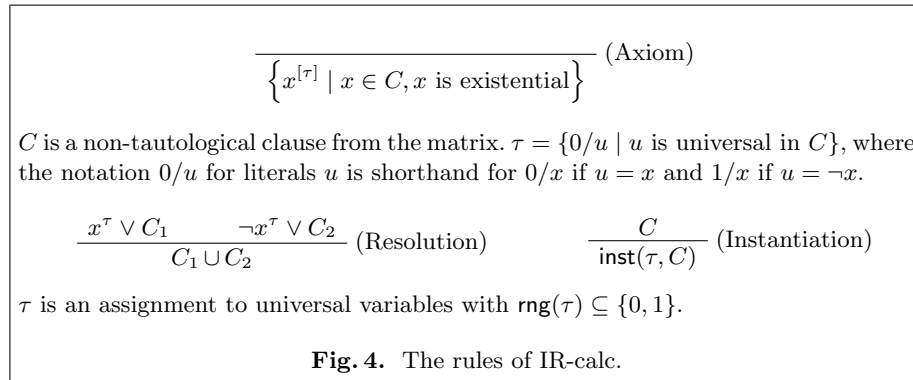 (Axiom)
{x^{[τ]} | x ∈ C, x is existential}
C is a non-tautological clause from the matrix. τ = {0/u | u is universal in C}, where
the notation 0/u for literals u is shorthand for 0/x if u = x and 1/x if u = ¬x.
x^τ ∨ C₁ ¬x^τ ∨ C₂ (Resolution) C (Instantiation)
C₁ ∪ C₂ inst(τ, C)
τ is an assignment to universal variables with rng(τ) ⊆ {0, 1}.
Fig. 4. The rules of IR-calc.